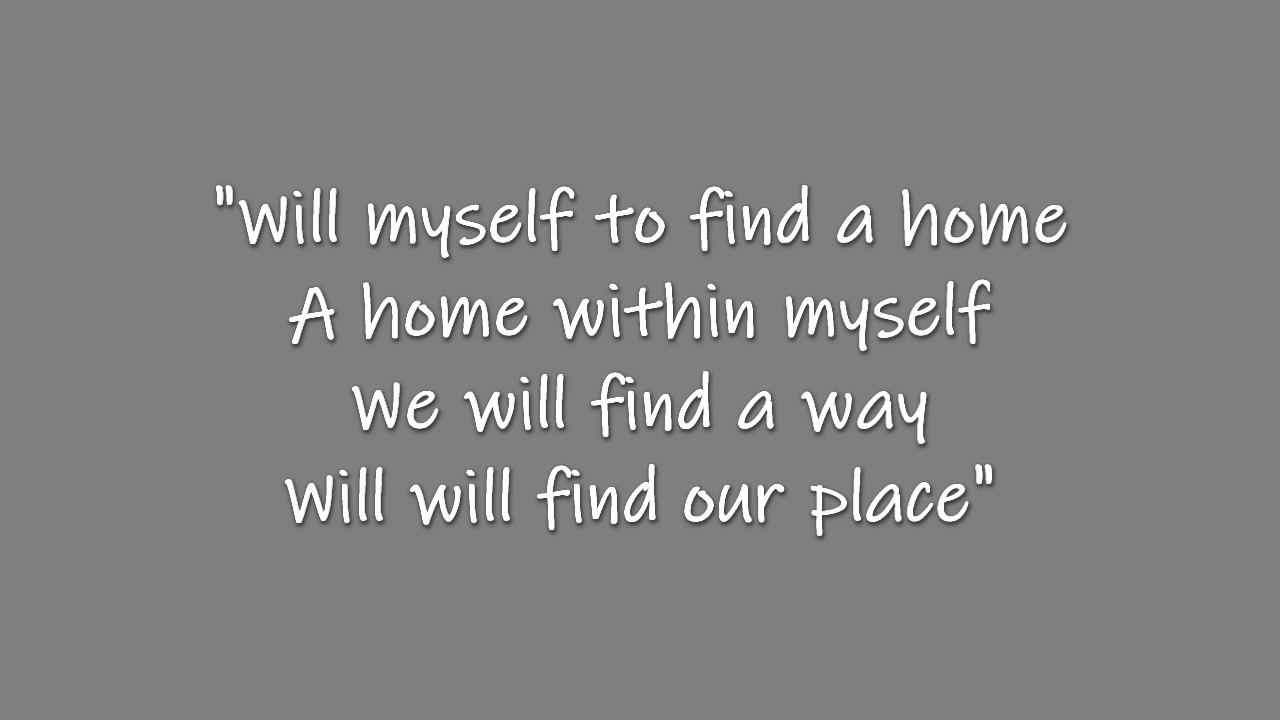 "Will myself to find a home
A home within myself
We will find a way
Will will find our place"